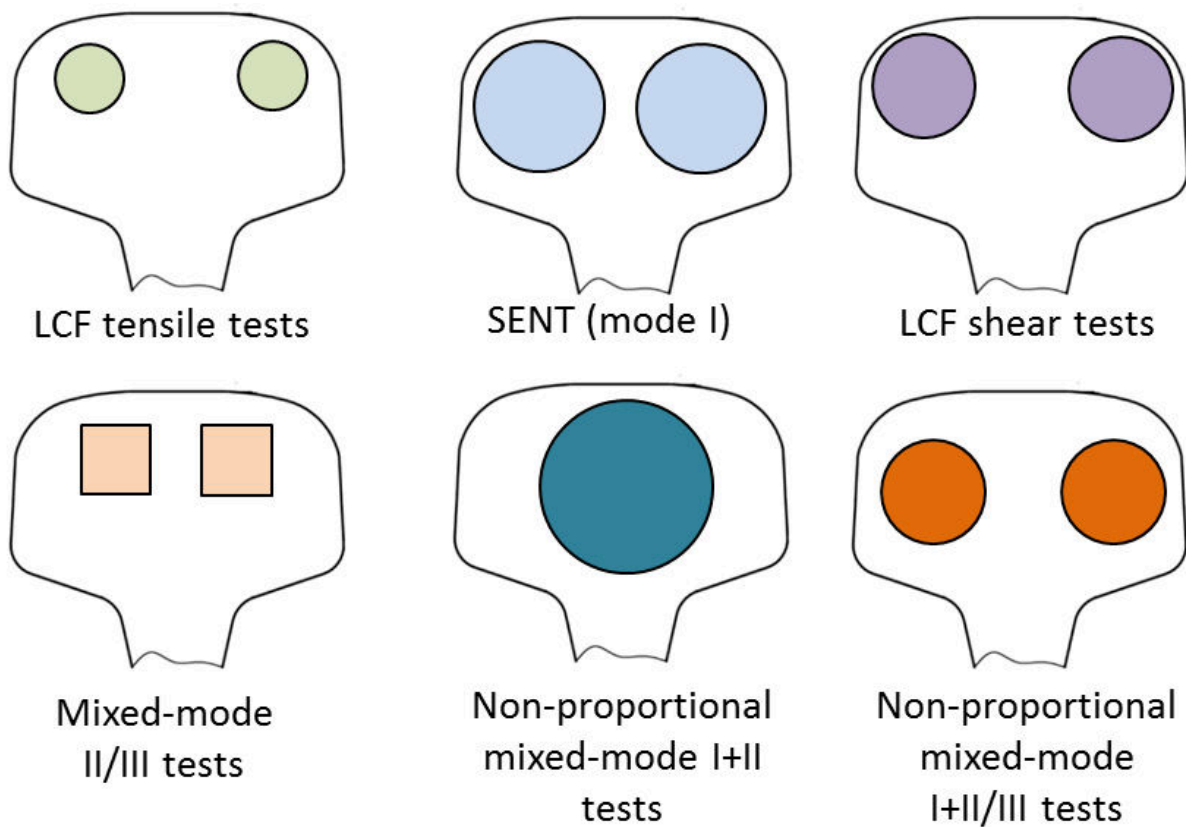 LCF tensile tests
SENT (mode I)
LCF shear tests
Mixed-mode
II/III tests
Non-proportional
mixed-mode I+II
tests
Non-proportional
mixed-mode
I+II/III tests